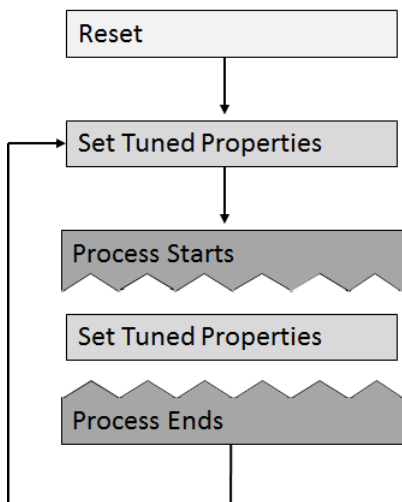 Reset
Set Tuned Properties
Process Starts
Set Tuned Properties
Process Ends